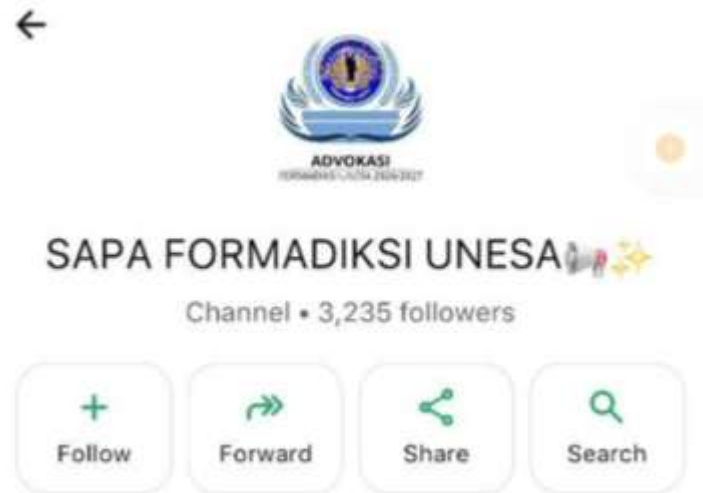 ADVOKASI
SAPA FORMADIKSI UNESA📢✨
Channel • 3,235 followers
Follow
Forward
Share
Search